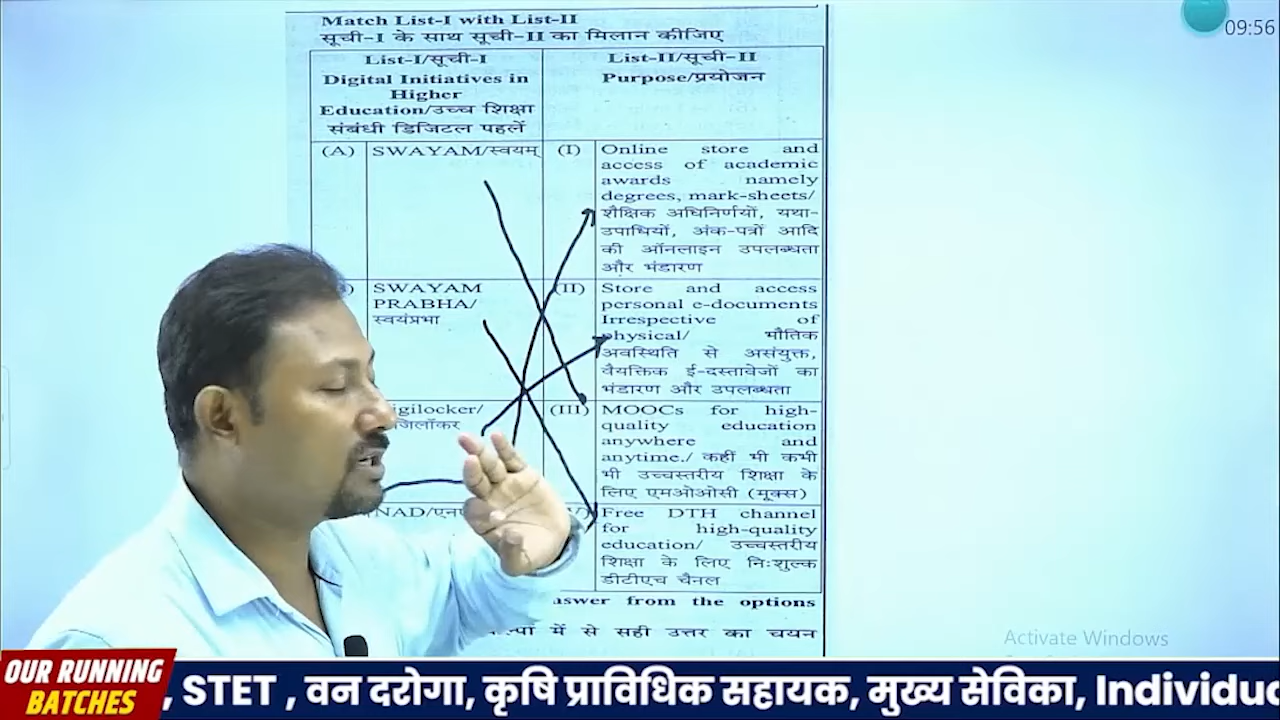 Match List-I with List-II
सूची-I के साथ सूची-II का मिलान कीजिए
List-I/सूची-I
Digital Initiatives in
Higher
Education/उच्च शिक्षा
संबंधी डिजिटल पहलें
List-II/सूची-II
Purpose/प्रयोजन
(A) SWAYAM/स्वयम्
(I) Online store and
access of academic
awards namely
degrees, mark-sheets/
शैक्षिक अधिनिर्णयों, यथा-
उपाधियों, अंक-पत्रों आदि
की ऑनलाइन उपलब्धता
और भंडारण
SWAYAM
PRABHA/
स्वयंप्रभा
(II) Store and access
personal e-documents
Irrespective of
physical/ भौतिक
अवस्थिति से असंयुक्त,
वैयक्तिक ई-दस्तावेजों का
भंडारण और उपलब्धता
(III) MOOCs for high-
quality education
anywhere and
anytime./ कहीं भी कभी
भी उच्चस्तरीय शिक्षा के
लिए एमओओसी (मूक्स)
NAD/
Free DTH channel
for high-quality
education/ उच्चस्तरीय
शिक्षा के लिए निःशुल्क
डीटीएच चैनल
from the options
में से सही उत्तर का चयन
09:56
Activate Windows
OUR RUNNING
BATCHES
, STET , वन दरोगा, कृषि प्राविधिक सहायक, मुख्य सेविका,